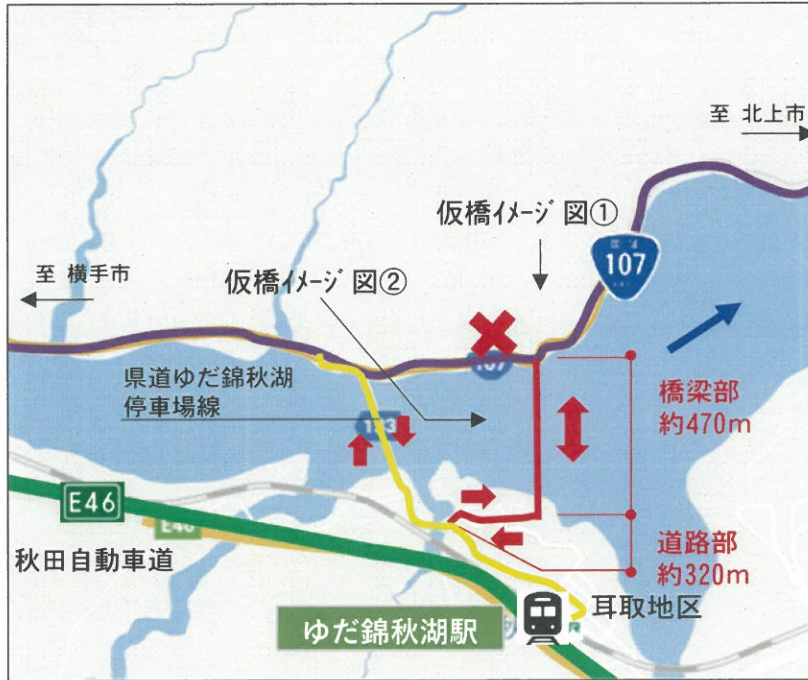 至 北上市
仮橋イメージ 図①
107
至 横手市
仮橋イメージ 図②
107
県道ゆだ錦秋湖
停車場線
133
橋梁部
約470m
E46
E46
秋田自動車道
道路部
約320m
耳取地区
ゆだ錦秋湖駅